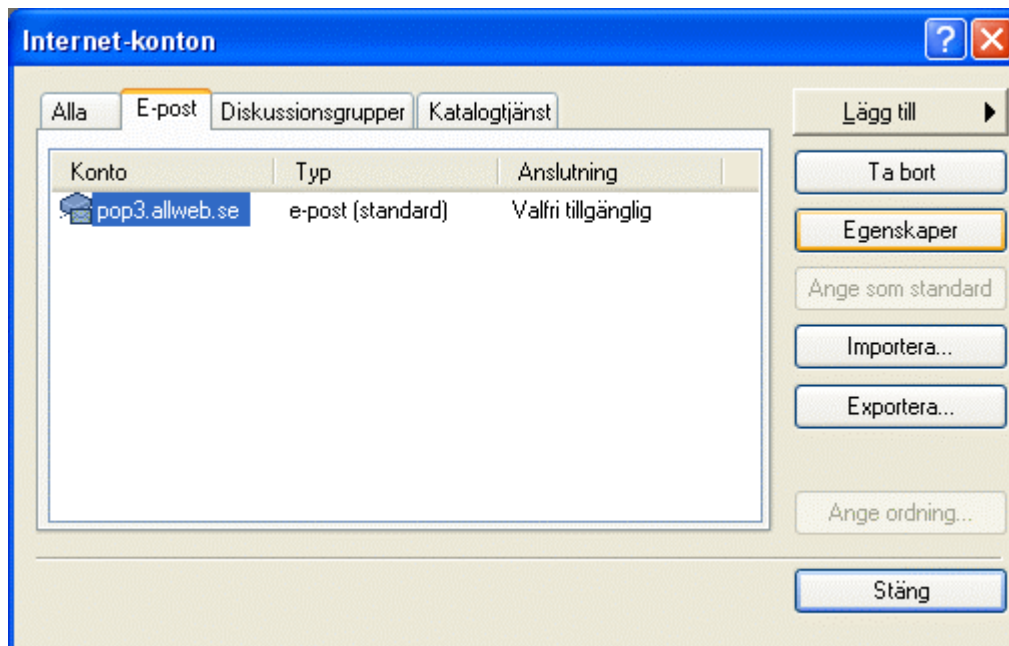 Internet-konton
Alla E-post Diskussionsgrupper Katalogtjänst
Konto Typ Anslutning
pop3.allweb.se e-post (standard) Valfri tillgänglig
Lägg till
Ta bort
Egenskaper
Ange som standard
Importera...
Exportera...
Ange ordning...
Stäng